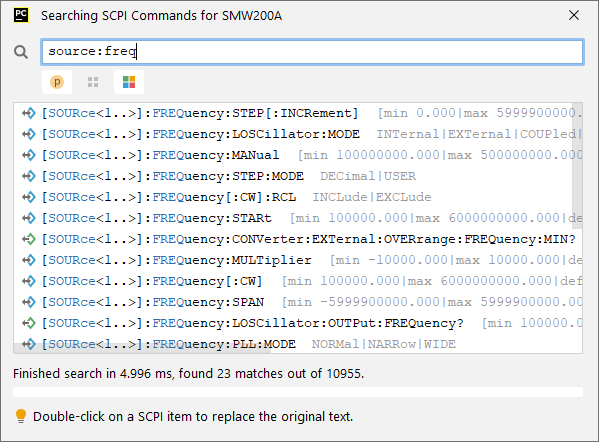 PC Searching SCPI Commands for SMW200A
source:freq
p
[SOURce<1..>]:FREQuency:STEP[:INCRement] [min 0.000|max 5999900000.
[SOURce<1..>]:FREQuency:LOSCillator:MODE INTernal|EXTernal|COUPled|
[SOURce<1..>]:FREQuency:MANual [min 100000000.000|max 500000000.00
[SOURce<1..>]:FREQuency:STEP:MODE DECimal|USER
[SOURce<1..>]:FREQuency[:CW]:RCL INCLude|EXCLude
[SOURce<1..>]:FREQuency:STARt [min 100000.000|max 6000000000.000|de
[SOURce<1..>]:FREQuency:CONVerter:EXTernal:OVERrange:FREQuency:MIN?
[SOURce<1..>]:FREQuency:MULTiplier [min -10000.000|max 10000.000|de
[SOURce<1..>]:FREQuency[:CW] [min 100000.000|max 6000000000.000|def
[SOURce<1..>]:FREQuency:SPAN [min -5999900000.000|max 5999900000.00
[SOURce<1..>]:FREQuency:LOSCillator:OUTPut:FREQuency? [min 100000.0
[SOURce<1..>]:FREQuency:PLL:MODE NORMal|NARRow|WIDE
Finished search in 4.996 ms, found 23 matches out of 10955.
Double-click on a SCPI item to replace the original text.